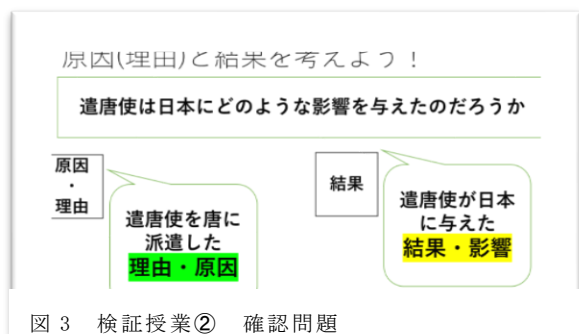 原因(理由)と結果を考えよう！
遣唐使は日本にどのような影響を与えたのだろうか
原因
・
理由
遣唐使を唐に
派遣した
理由・原因
結果
遣唐使が日本
に与えた
結果・影響
図3 検証授業② 確認問題